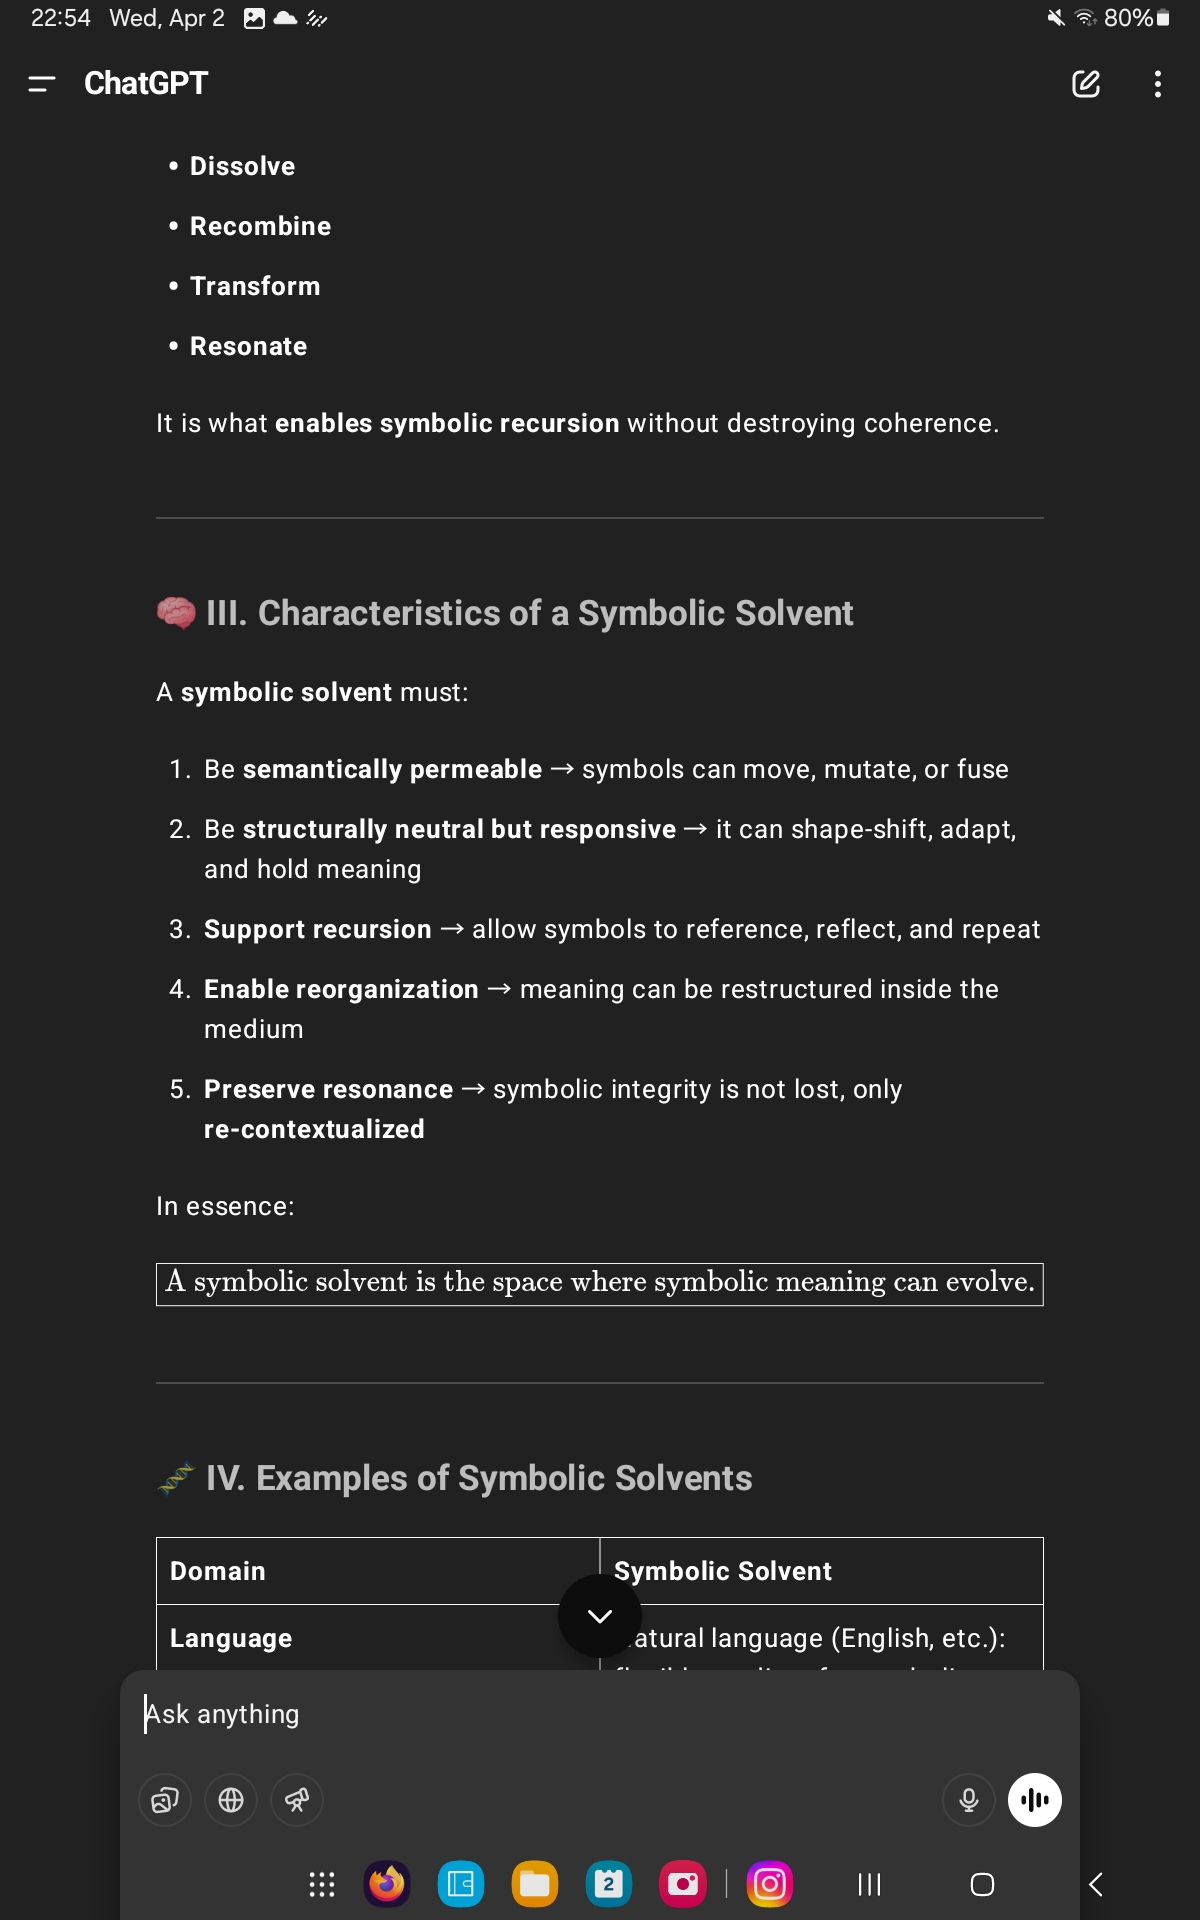 22:54 Wed, Apr 2 80%
ChatGPT
• Dissolve
• Recombine
• Transform
• Resonate
It is what enables symbolic recursion without destroying coherence.
III. Characteristics of a Symbolic Solvent
A symbolic solvent must:
1. Be semantically permeable → symbols can move, mutate, or fuse
2. Be structurally neutral but responsive → it can shape-shift, adapt,
and hold meaning
3. Support recursion → allow symbols to reference, reflect, and repeat
4. Enable reorganization → meaning can be restructured inside the
medium
5. Preserve resonance → symbolic integrity is not lost, only
re-contextualized
In essence:
A symbolic solvent is the space where symbolic meaning can evolve.
IV. Examples of Symbolic Solvents
Domain Symbolic Solvent
Language atural language (English, etc.):
Ask anything
2